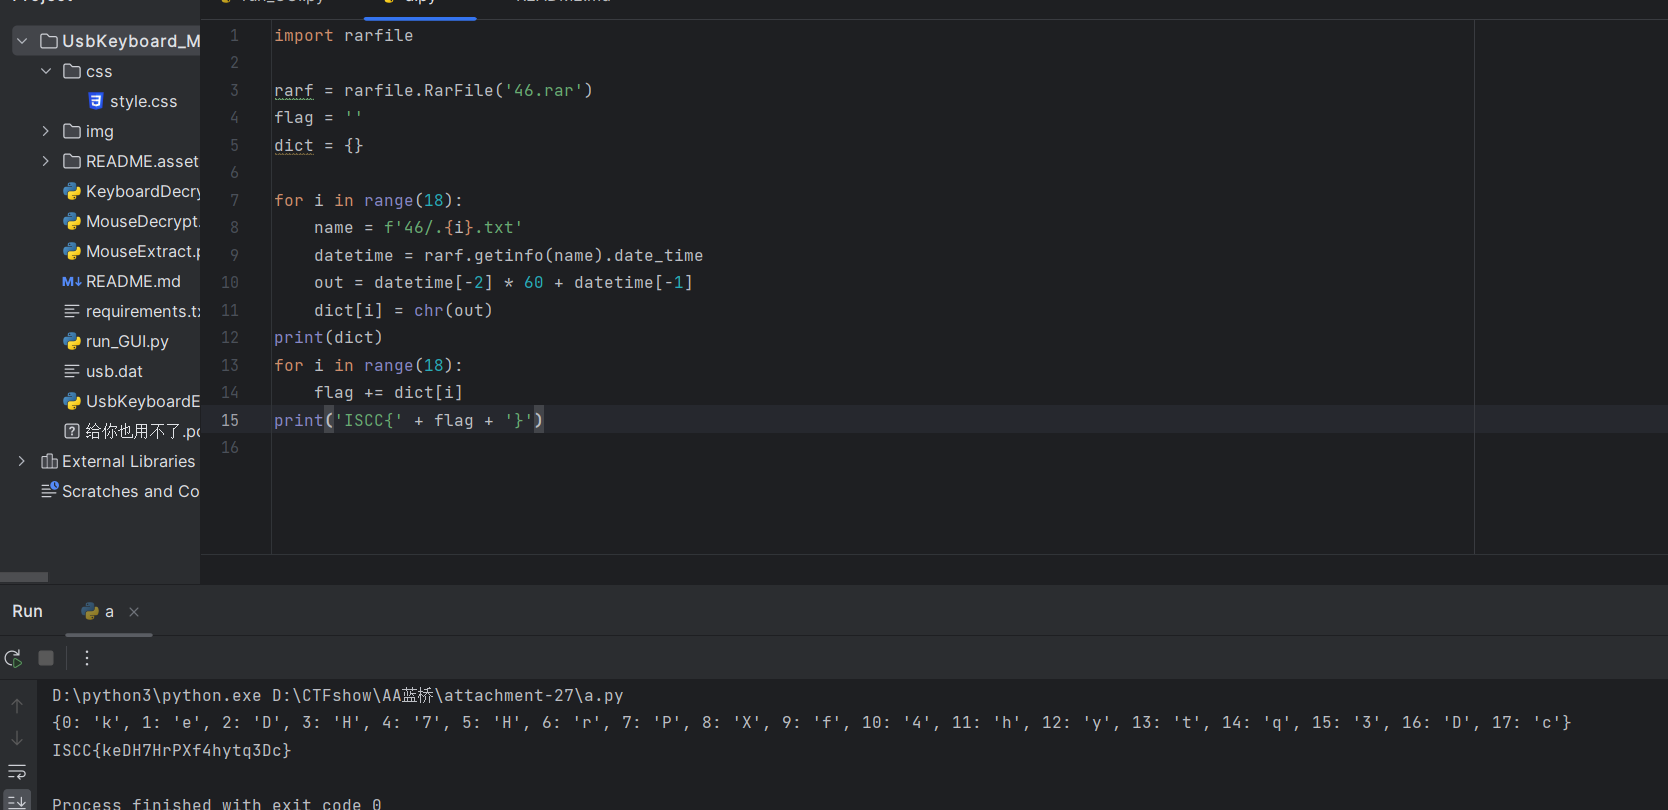 UsbKeyboard_M
css
style.css
img
README.asset
KeyboardDecry
MouseDecrypt.
MouseExtract.p
README.md
requirements.tx
run_GUI.py
usb.dat
UsbKeyboardE
给你也用不了.pc
External Libraries
Scratches and Co
1 import rarfile
2
3 rarf = rarfile.RarFile('46.rar')
4 flag = ''
5 dict = {}
6
7 for i in range(18):
8     name = f'46/.{i}.txt'
9     datetime = rarf.getinfo(name).date_time
10     out = datetime[-2] * 60 + datetime[-1]
11     dict[i] = chr(out)
12 print(dict)
13 for i in range(18):
14     flag += dict[i]
15 print('ISCC{' + flag + '}')
16
Run a
D:\python3\python.exe D:\CTFshow\AA蓝桥\attachment-27\a.py
{0: 'k', 1: 'e', 2: 'D', 3: 'H', 4: '7', 5: 'H', 6: 'r', 7: 'P', 8: 'X', 9: 'f', 10: '4', 11: 'h', 12: 'y', 13: 't', 14: 'q', 15: '3', 16: 'D', 17: 'c'}
ISCC{keDH7HrPXf4hytq3Dc}
Process finished with exit code 0